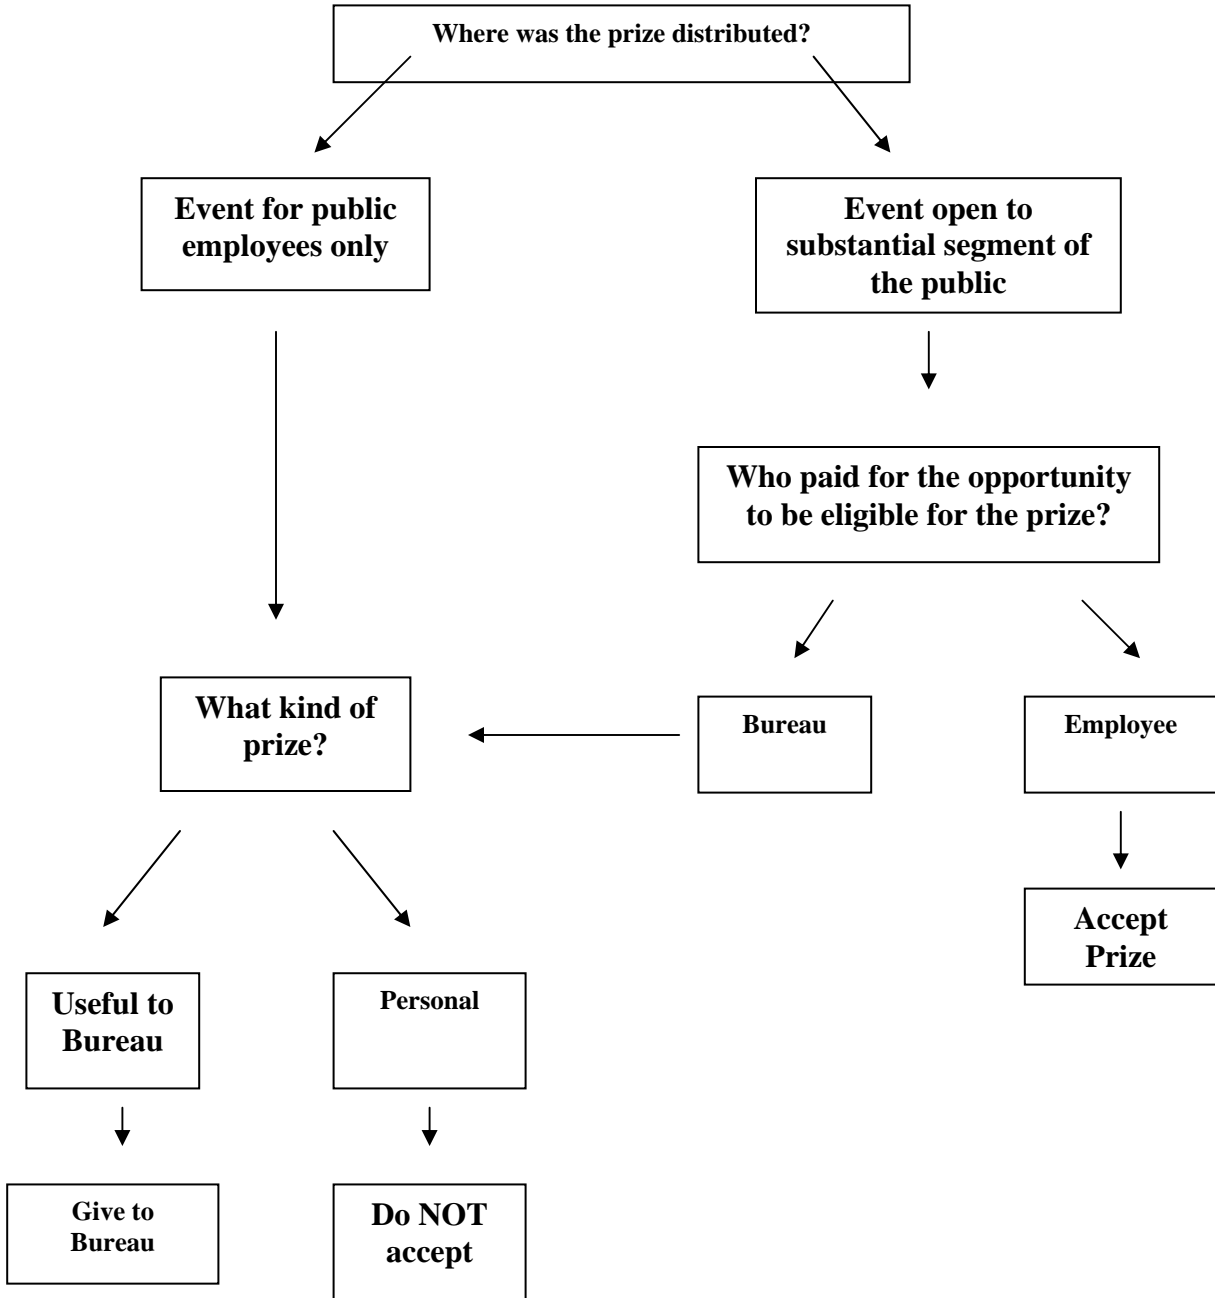 Where was the prize distributed?
Event for public
employees only
Event open to
substantial segment of
the public
Who paid for the opportunity
to be eligible for the prize?
What kind of
prize?
Bureau
Employee
Accept
Prize
Useful to
Bureau
Personal
Give to
Bureau
Do NOT
accept